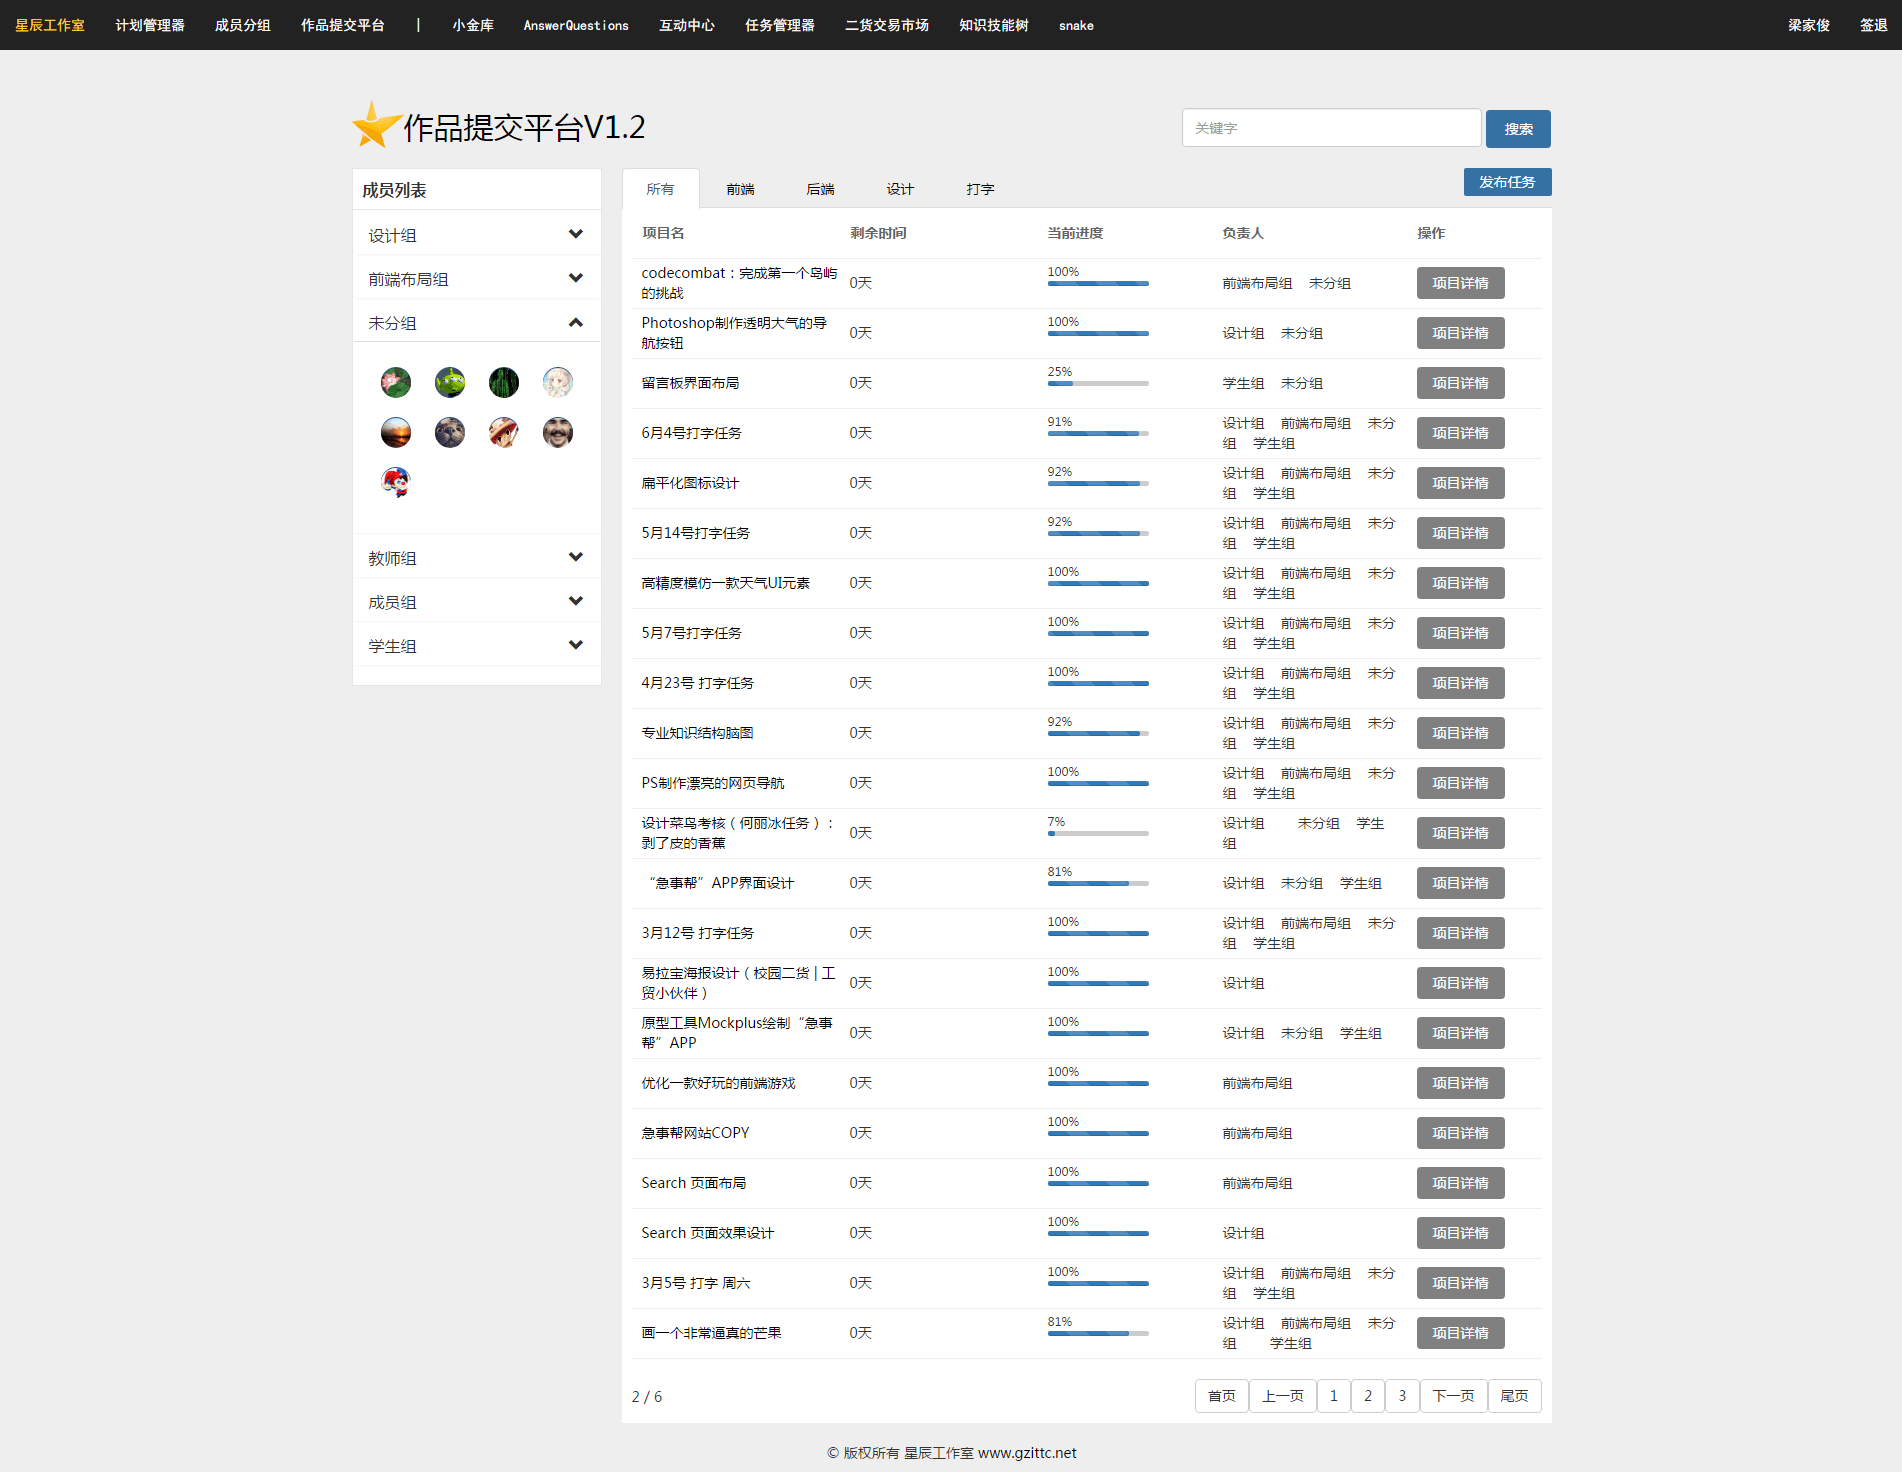 星辰工作室 计划管理器 成员分组 作品提交平台 | 小金库 AnswerQuestions 互动中心 任务管理器 二货交易市场 知识技能树 snake 梁家俊 签退
作品提交平台V1.2 关键字 搜索
成员列表
设计组
前端布局组
未分组
教师组
成员组
学生组
所有 前端 后端 设计 打字 发布任务
项目名 剩余时间 当前进度 负责人 操作
codecombat：完成第一个岛屿
的挑战 0天 100% 前端布局组 未分组 项目详情
Photoshop制作透明大气的导
航按钮 0天 100% 设计组 未分组 项目详情
留言板界面布局 0天 25% 学生组 未分组 项目详情
6月4号打字任务 0天 91% 设计组 前端布局组 未分
组 学生组 项目详情
扁平化图标设计 0天 92% 设计组 前端布局组 未分
组 学生组 项目详情
5月14号打字任务 0天 92% 设计组 前端布局组 未分
组 学生组 项目详情
高精度模仿一款天气UI元素 0天 100% 设计组 前端布局组 未分
组 学生组 项目详情
5月7号打字任务 0天 100% 设计组 前端布局组 未分
组 学生组 项目详情
4月23号 打字任务 0天 100% 设计组 前端布局组 未分
组 学生组 项目详情
专业知识结构脑图 0天 92% 设计组 前端布局组 未分
组 学生组 项目详情
PS制作漂亮的网页导航 0天 100% 设计组 前端布局组 未分
组 学生组 项目详情
设计菜鸟考核（何丽冰任务）：
剥了皮的香蕉 0天 7% 设计组 未分组 学生
组 项目详情
“急事帮”APP界面设计 0天 81% 设计组 未分组 学生组 项目详情
3月12号 打字任务 0天 100% 设计组 前端布局组 未分
组 学生组 项目详情
易拉宝海报设计（校园二货 | 工
贸小伙伴） 0天 100% 设计组 项目详情
原型工具Mockplus绘制“急事
帮”APP 0天 100% 设计组 未分组 学生组 项目详情
优化一款好玩的前端游戏 0天 100% 前端布局组 项目详情
急事帮网站COPY 0天 100% 前端布局组 项目详情
Search 页面布局 0天 100% 前端布局组 项目详情
Search 页面效果设计 0天 100% 设计组 项目详情
3月5号 打字 周六 0天 100% 设计组 前端布局组 未分
组 学生组 项目详情
画一个非常逼真的芒果 0天 81% 设计组 前端布局组 未分
组 学生组 项目详情
2 / 6 首页 上一页 1 2 3 下一页 尾页
© 版权所有 星辰工作室 www.gzittc.net